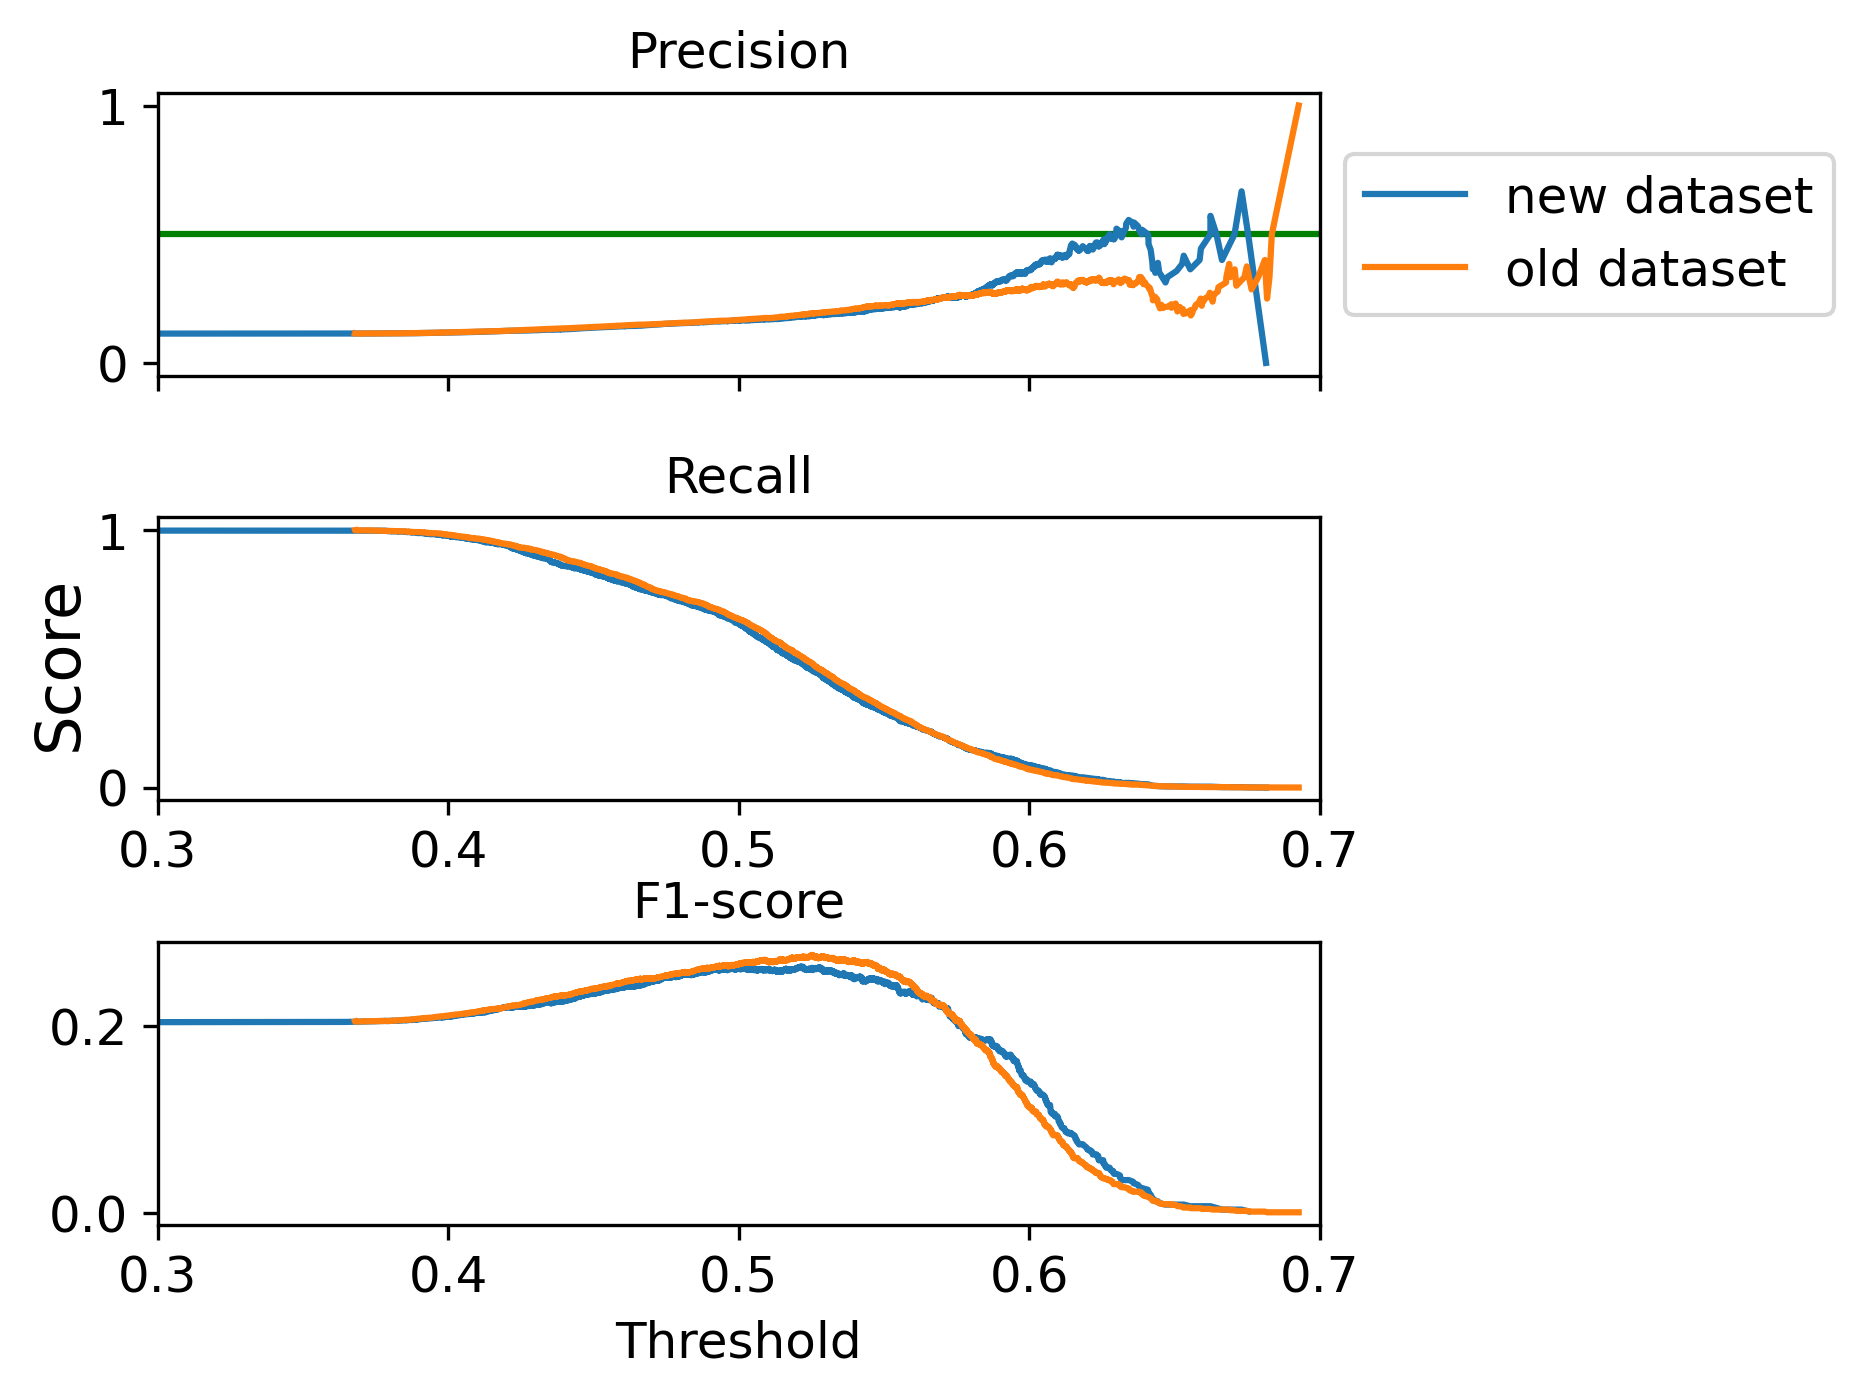 Precision
1
0
new dataset
old dataset
Recall
1
0
0.3 0.4 0.5 0.6 0.7
Score
F1-score
0.2
0.0
0.3 0.4 0.5 0.6 0.7
Threshold